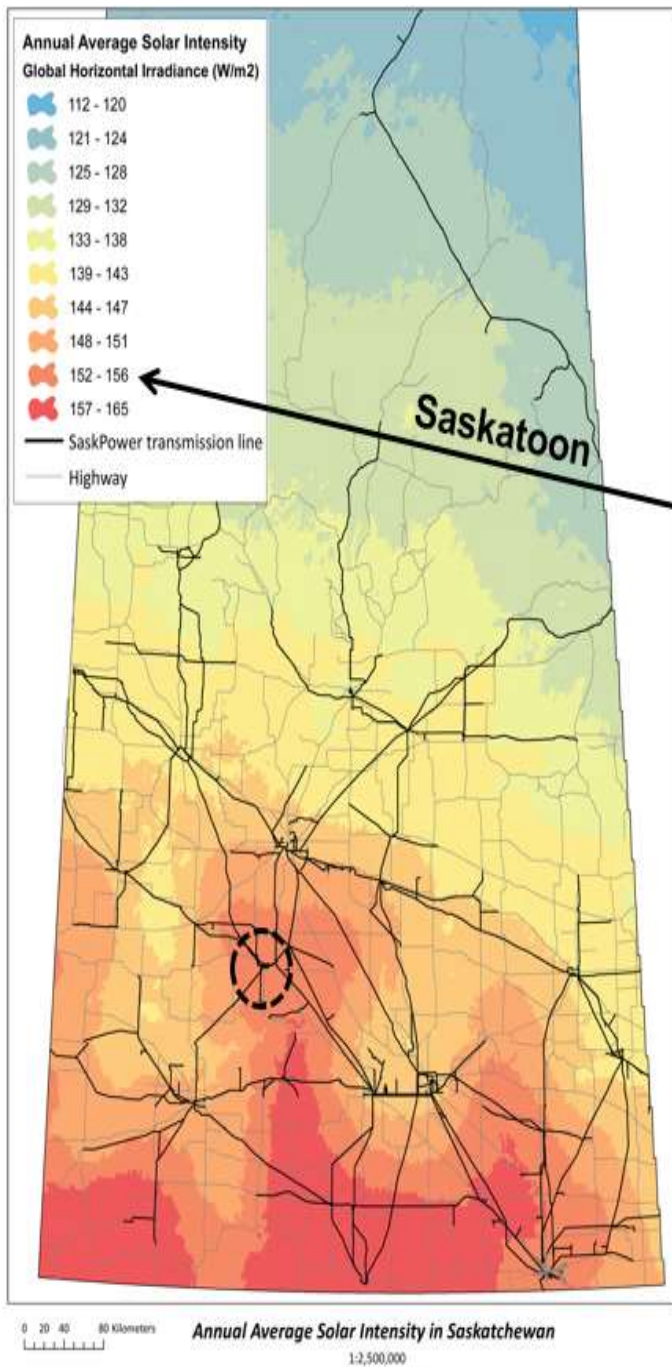 Annual Average Solar Intensity
Global Horizontal Irradiance (W/m2)
112 - 120
121 - 124
125 - 128
129 - 132
133 - 138
139 - 143
144 - 147
148 - 151
152 - 156
157 - 165
SaskPower transmission line
Highway
Saskatoon
0 20 40 80 Kilometers
Annual Average Solar Intensity in Saskatchewan
1:2,500,000